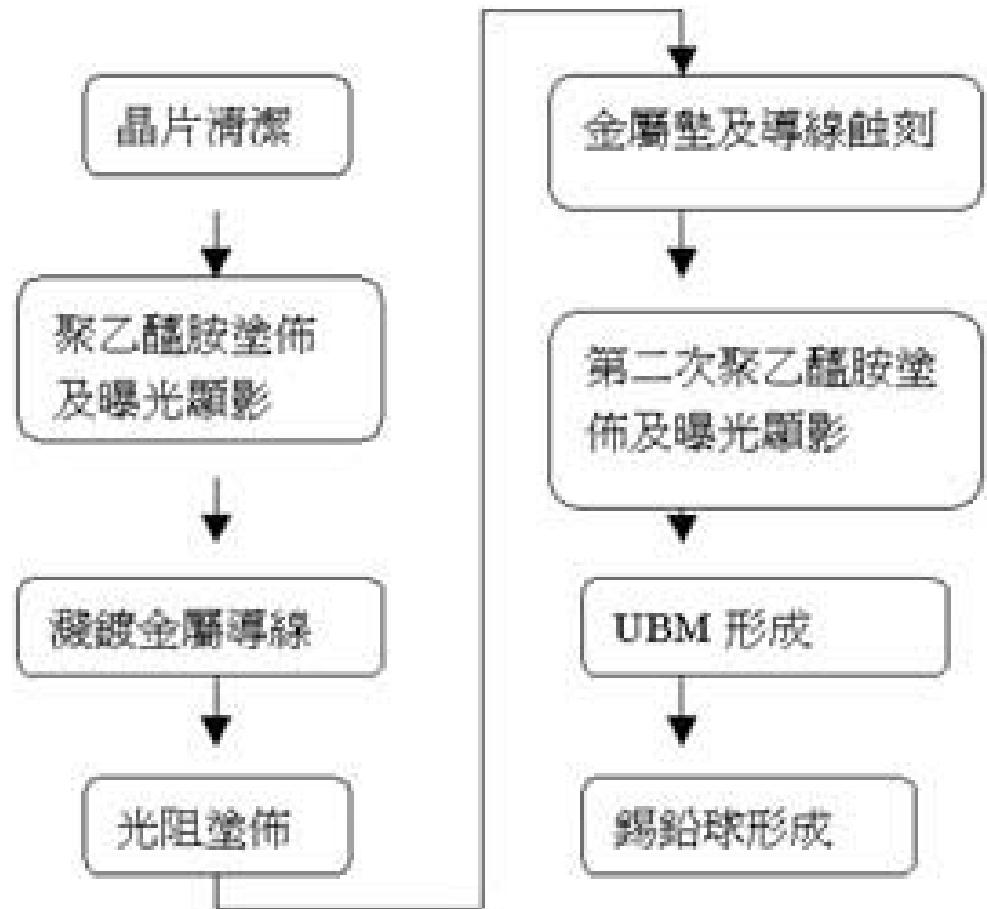 晶片清潔
聚乙醯胺塗佈
及曝光顯影
濺鍍金屬導線
光阻塗佈
金屬墊及導線蝕刻
第二次聚乙醯胺塗
佈及曝光顯影
UBM 形成
錫鉛球形成